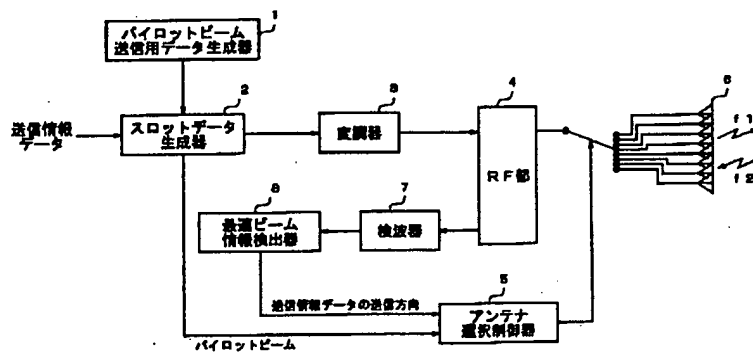 1
パイロットビーム
送信用データ生成器
2
送信情報
データ
スロットデータ
生成器
3
変調器
4
RF部
6
f1
f2
8
最適ビーム
情報検出器
7
検波器
5
アンテナ
選択制御器
送信情報データの送信方向
パイロットビーム